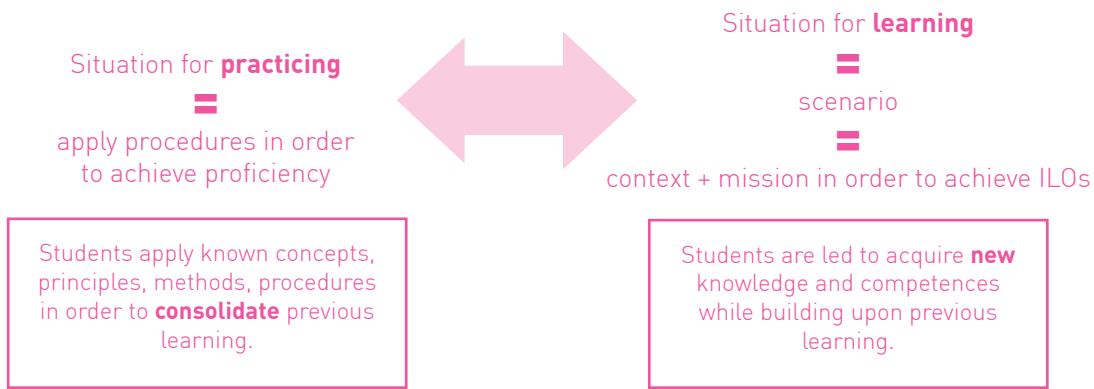 Situation for practicing
=
apply procedures in order
to achieve proficiency
Students apply known concepts,
principles, methods, procedures
in order to consolidate previous
learning.
Situation for learning
=
scenario
=
context + mission in order to achieve ILOs
Students are led to acquire new
knowledge and competences
while building upon previous
learning.